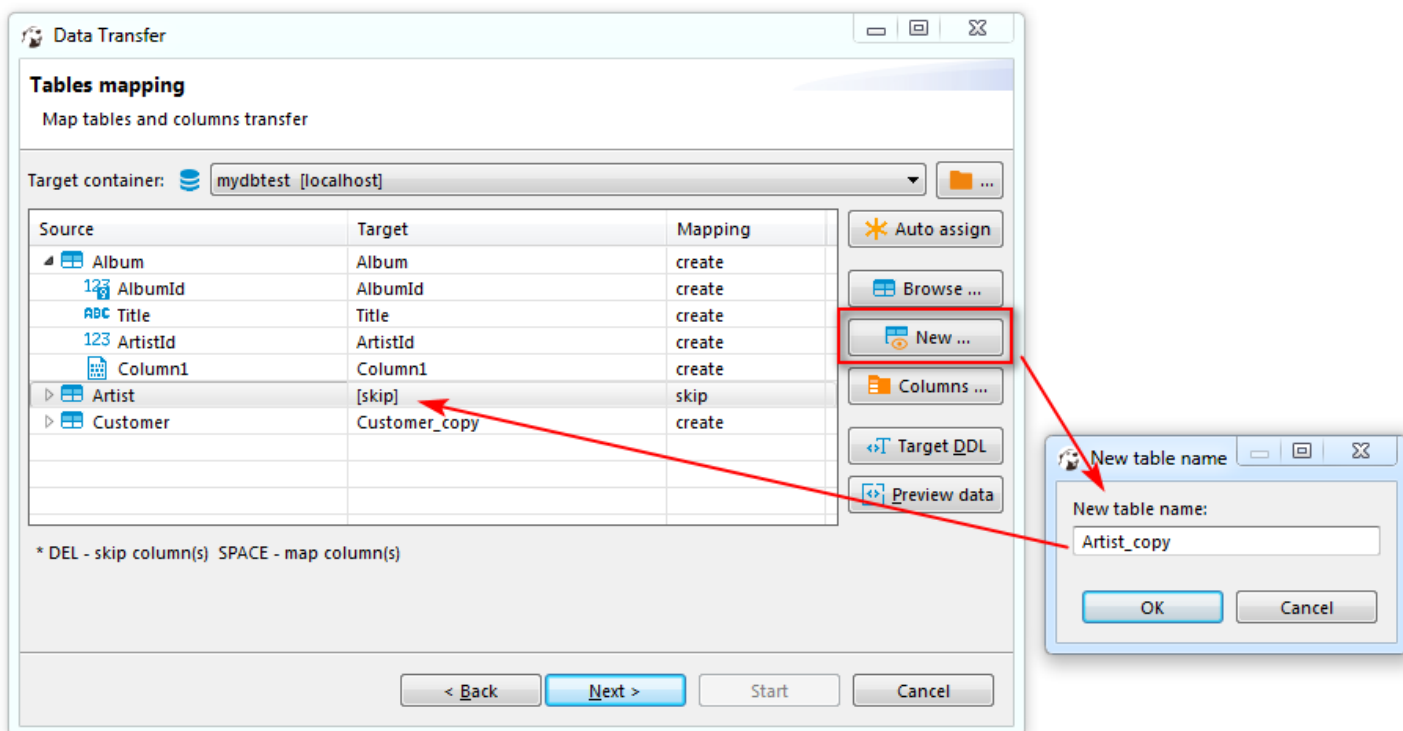 Data Transfer
Tables mapping
Map tables and columns transfer
Target container: mydbtest [localhost] ...
Source Target Mapping
Auto assign
Album Album create
123 AlbumId AlbumId create
Browse ...
ABC Title Title create
New ...
123 ArtistId ArtistId create
Column1 Column1 create
Columns ...
Artist [skip] skip
Customer Customer_copy create
Target DDL
Preview data
* DEL - skip column(s) SPACE - map column(s)
< Back Next > Start Cancel
New table name
New table name:
Artist_copy
OK Cancel